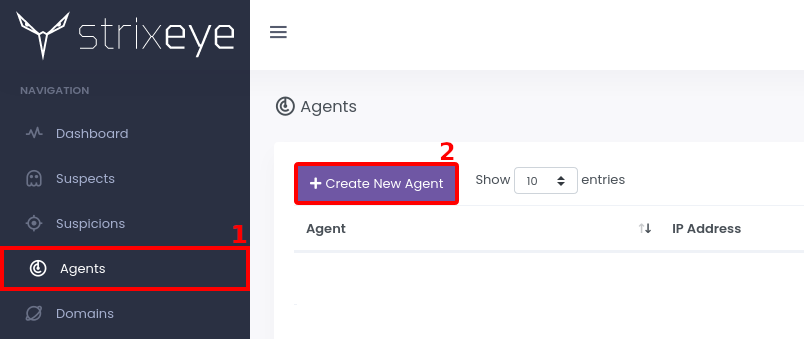 strixeye
NAVIGATION
Dashboard
Suspects
Suspicions
1
Agents
Domains
Agents
2
+ Create New Agent
Show 10 entries
Agent IP Address